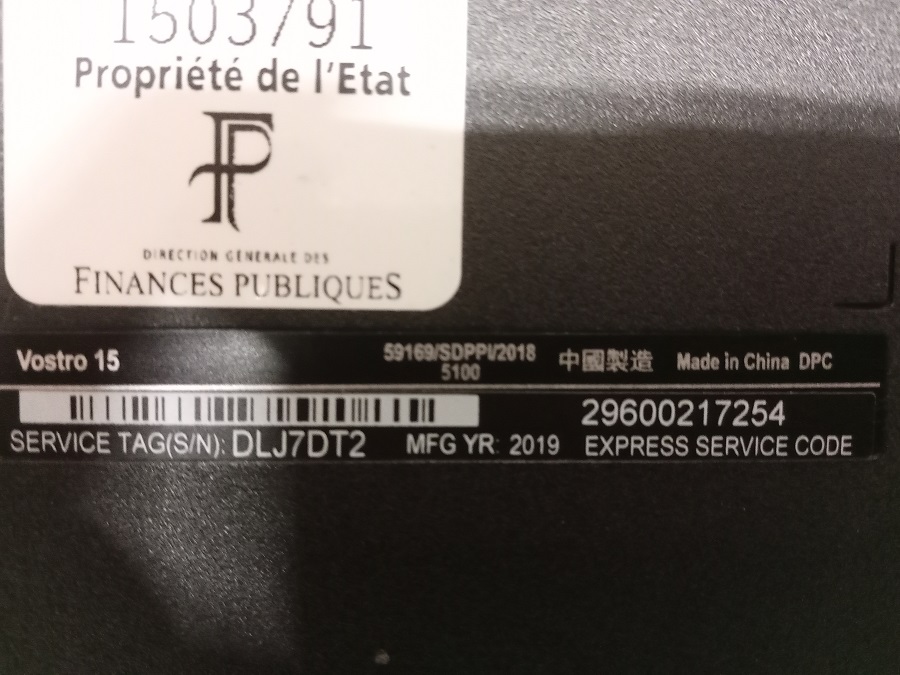 1503791
Propriété de l'Etat
DIRECTION GÉNÉRALE DES
FINANCES PUBLIQUES
Vostro 15 59169/SDPPI/2018 中國製造 Made in China DPC
5100
29600217254
SERVICE TAG(S/N): DLJ7DT2 MFG YR: 2019 EXPRESS SERVICE CODE